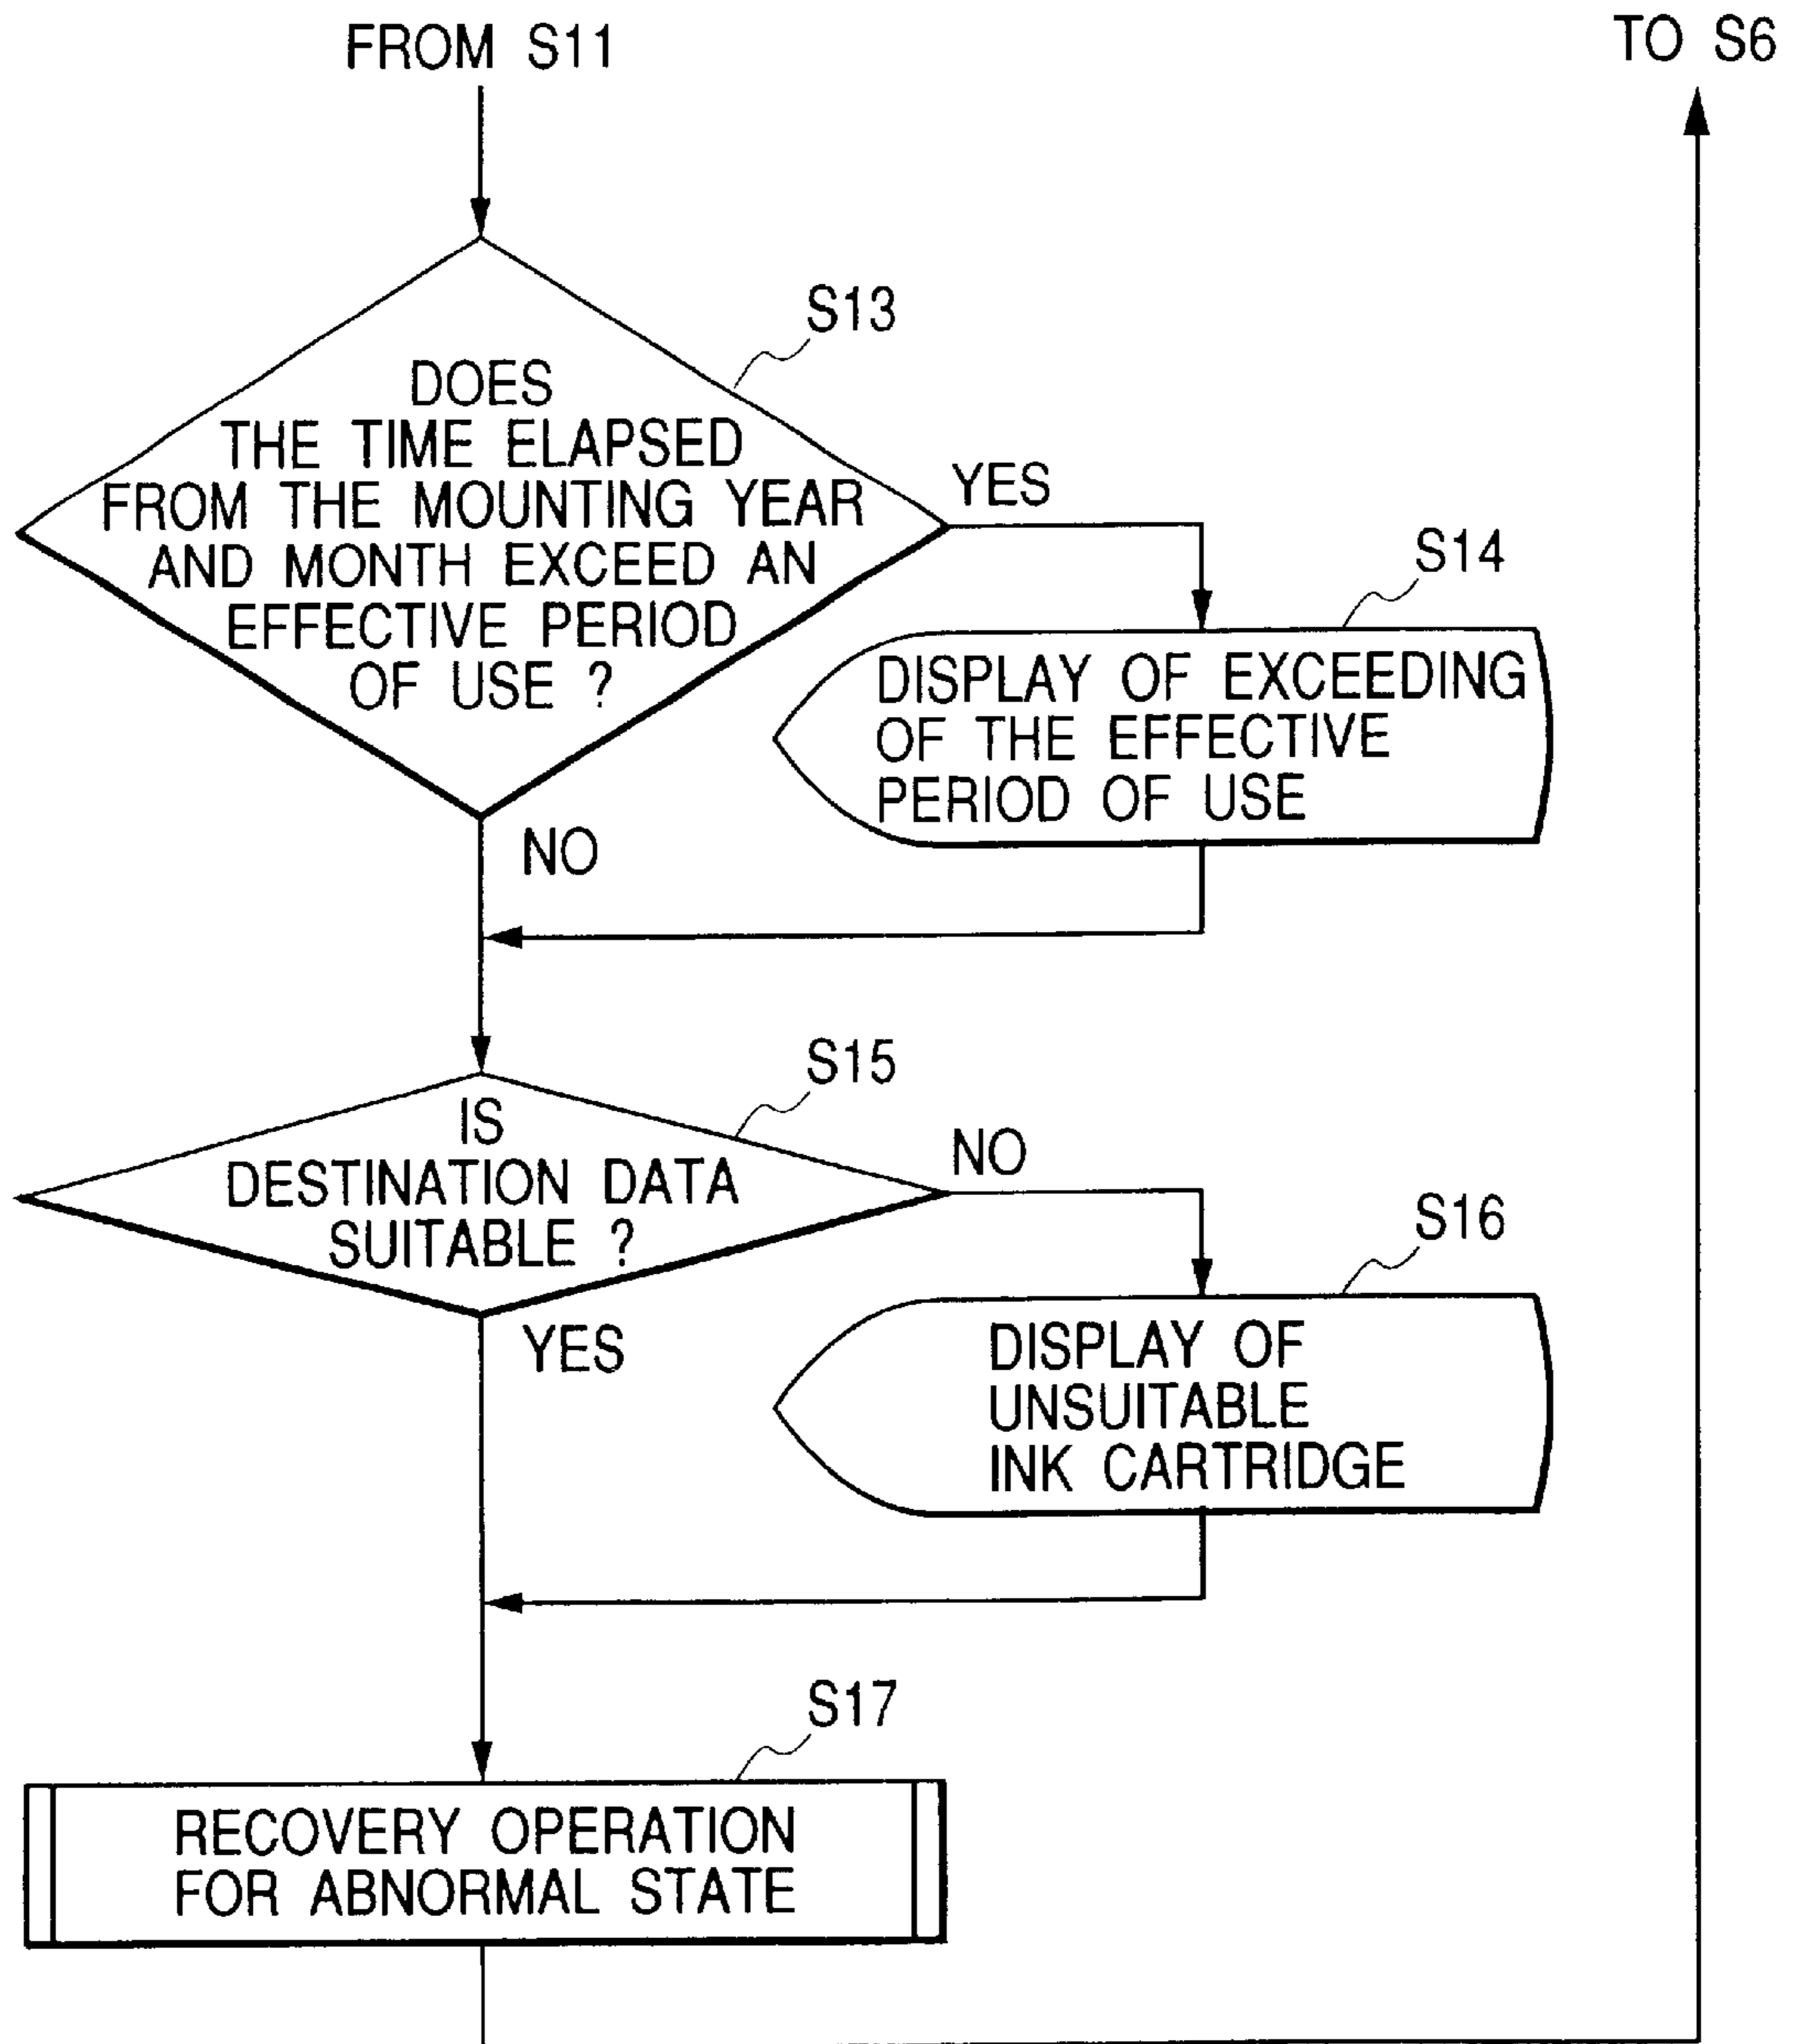 FROM S11
TO S6
S13
DOES
THE TIME ELAPSED
FROM THE MOUNTING YEAR
AND MONTH EXCEED AN
EFFECTIVE PERIOD
OF USE ?
YES
S14
DISPLAY OF EXCEEDING
OF THE EFFECTIVE
PERIOD OF USE
NO
S15
IS
DESTINATION DATA
SUITABLE ?
NO
S16
DISPLAY OF
UNSUITABLE
INK CARTRIDGE
YES
S17
RECOVERY OPERATION
FOR ABNORMAL STATE